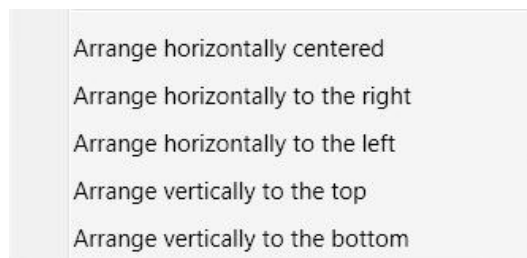 Arrange horizontally centered
Arrange horizontally to the right
Arrange horizontally to the left
Arrange vertically to the top
Arrange vertically to the bottom